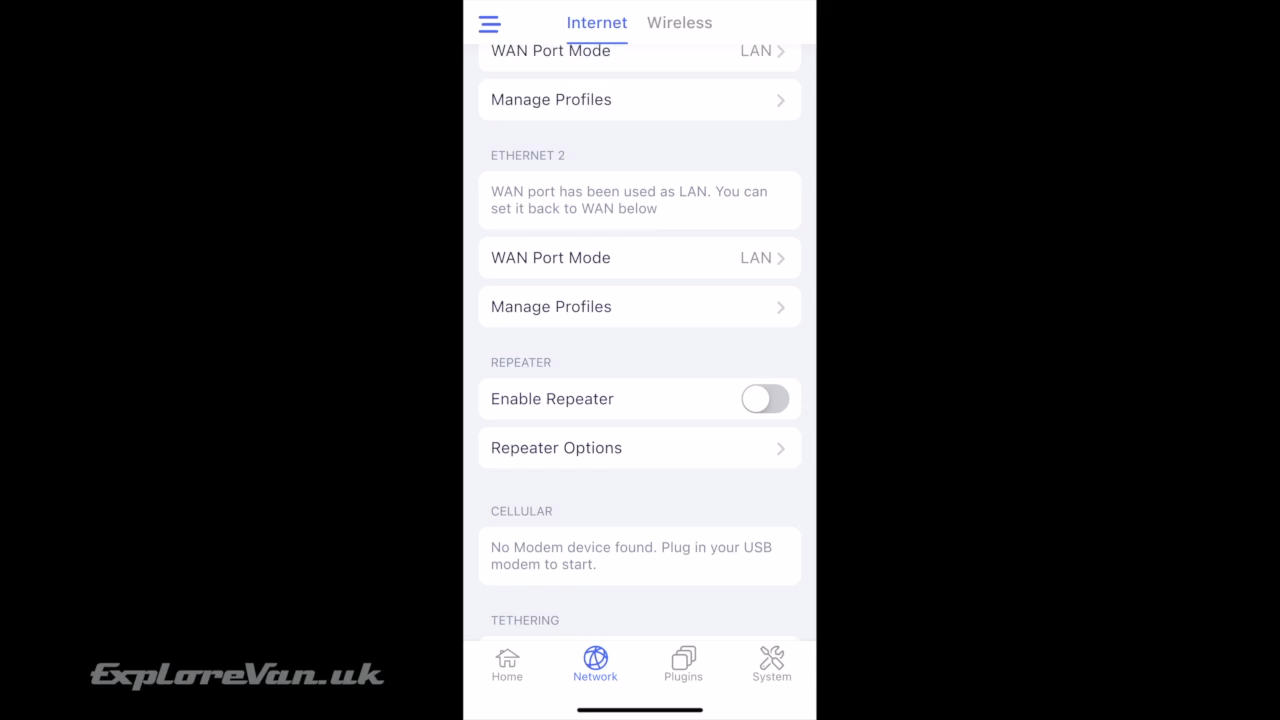 Internet Wireless
WAN Port Mode LAN
Manage Profiles
ETHERNET 2
WAN port has been used as LAN. You can
set it back to WAN below
WAN Port Mode LAN
Manage Profiles
REPEATER
Enable Repeater
Repeater Options
CELLULAR
No Modem device found. Plug in your USB
modem to start.
TETHERING
Home Network Plugins System
ExploreVan.uk